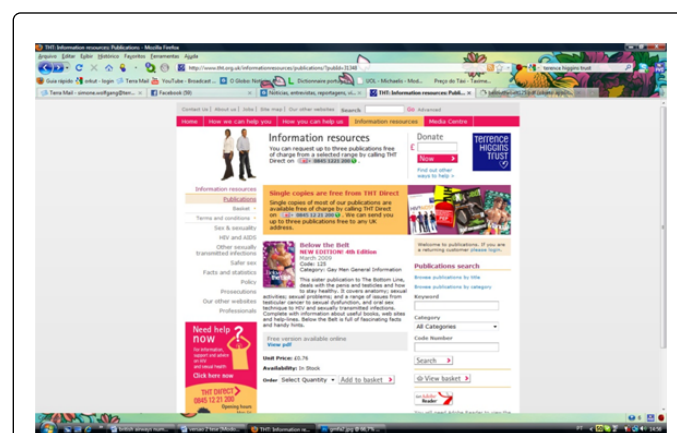 THT: Information resources: Publications - Mozilla Firefox
Arquivo Editar Exibir Histórico Favoritos Ferramentas Ajuda
http://www.tht.org.uk/informationresources/publications/
terrence higgins trust
Guia rápido orkut - login Terra Mail YouTube - Broadcast ... O Globo UOL - Michaelis - Mod...
Facebook Notícias, entrevistas, reportagens, vi... THT: Information resources: Publi...
Contact Us | About us | Jobs | Site map | Our other websites Search Go Advanced
Home How we can help you How you can help us Information resources Media Centre
Information resources
You can request up to three publications free
of charge from a selected range by calling THT
Direct on 0845 1221 200.
Donate
£
Now >
Find out other
ways to help >
TERRENCE
HIGGINS
TRUST
Information resources
Publications
Basket
Terms and conditions
Sex & sexuality
HIV and AIDS
Other sexually
transmitted infections
Safer sex
Facts and statistics
Policy
Prosecutions
Our other websites
Professionals
Single copies are free from THT Direct
Single copies of most of our publications are
available free of charge by calling THT Direct
on 0845 12 21 200. We can send you
up to three publications free to any UK
address.
Below the Belt
NEW EDITION! 4th Edition
March 2009
Code: 125
Category: Gay Men General Information
This sister publication to The Bottom Line,
deals with the penis and testicles and how
to stay healthy. It covers anatomy; sexual
activities; sexual problems; and a range of issues from
testicular cancer to sexual dysfunction, and oral sex
technique to HIV and sexually transmitted infections.
Complete with information about useful books, web sites
and help-lines. Below the Belt is full of fascinating facts
and handy hints.
Free version available online
View pdf
Unit Price: £0.76
Availability: In Stock
Order Select Quantity Add to basket >
Welcome to publications. If you are
a returning customer please login.
Publications search
Browse publications by title
Browse publications by category
Keyword
Category
All Categories
Code Number
Search >
View basket >
Adobe
Reader
Need help
now ?
For information,
support and advice
on HIV
and sexual health
Click here now
THT DIRECT
0845 12 21 200
Opening hours
british airways num... THT: Information re...
PT 14:56